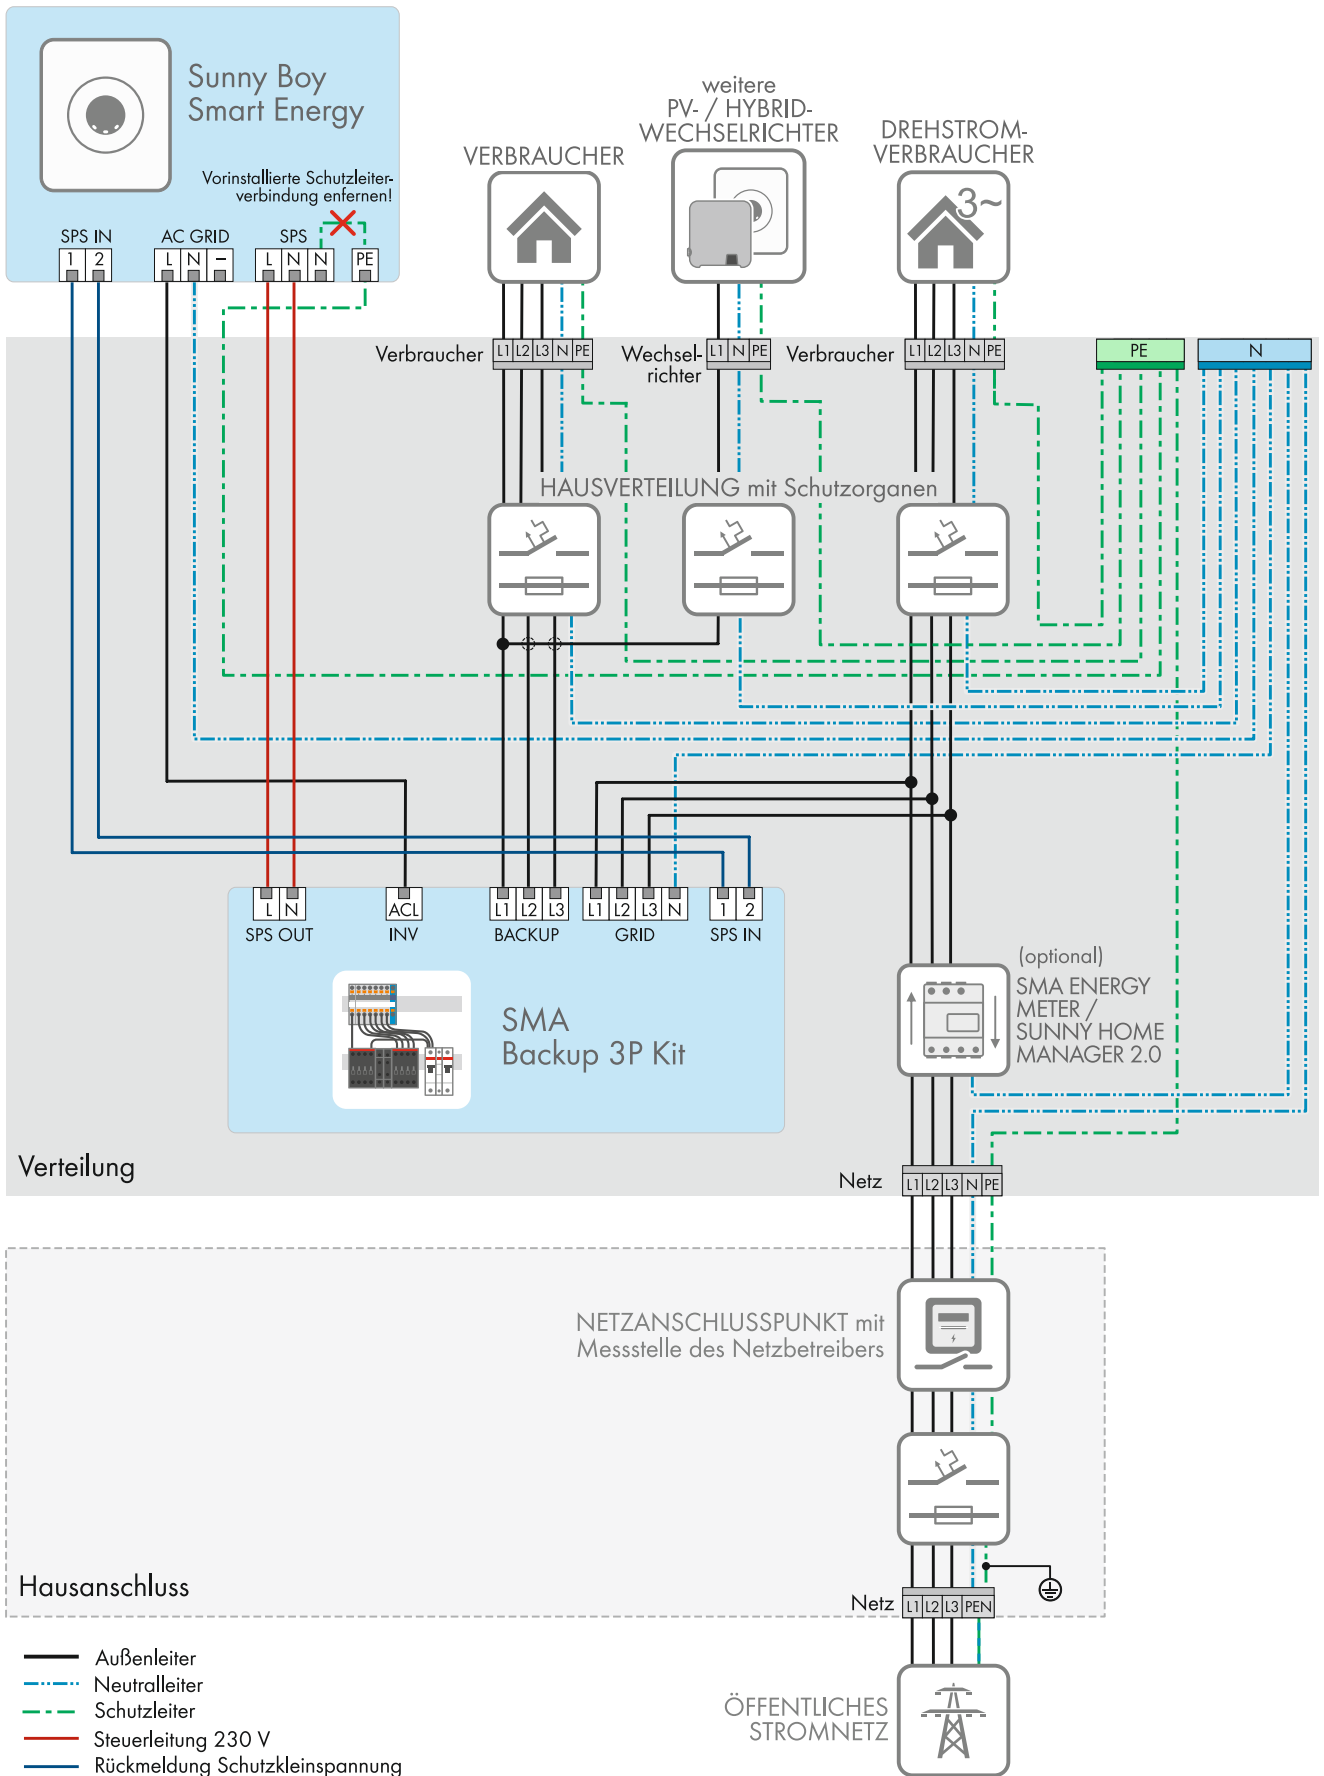 Sunny Boy
Smart Energy
Vorinstallierte Schutzleiter-
verbindung enfernen!
SPS IN
AC GRID
SPS
1 2
L N –
L N N
PE
VERBRAUCHER
weitere
PV- / HYBRID-
WECHSELRICHTER
DREHSTROM-
VERBRAUCHER
3~
Verbraucher
L1 L2 L3 N PE
Wechsel-
richter
L1 N PE
Verbraucher
L1 L2 L3 N PE
PE
N
HAUSVERTEILUNG mit Schutzorganen
L N
SPS OUT
ACL
INV
L1 L2 L3
BACKUP
L1 L2 L3 N
GRID
1 2
SPS IN
SMA
Backup 3P Kit
(optional)
SMA ENERGY
METER /
SUNNY HOME
MANAGER 2.0
Verteilung
Netz
L1 L2 L3 N PE
NETZANSCHLUSSPUNKT mit
Messstelle des Netzbetreibers
Hausanschluss
Netz
L1 L2 L3 PEN
ÖFFENTLICHES
STROMNETZ
Außenleiter
Neutralleiter
Schutzleiter
Steuerleitung 230 V
Rückmeldung Schutzkleinspannung